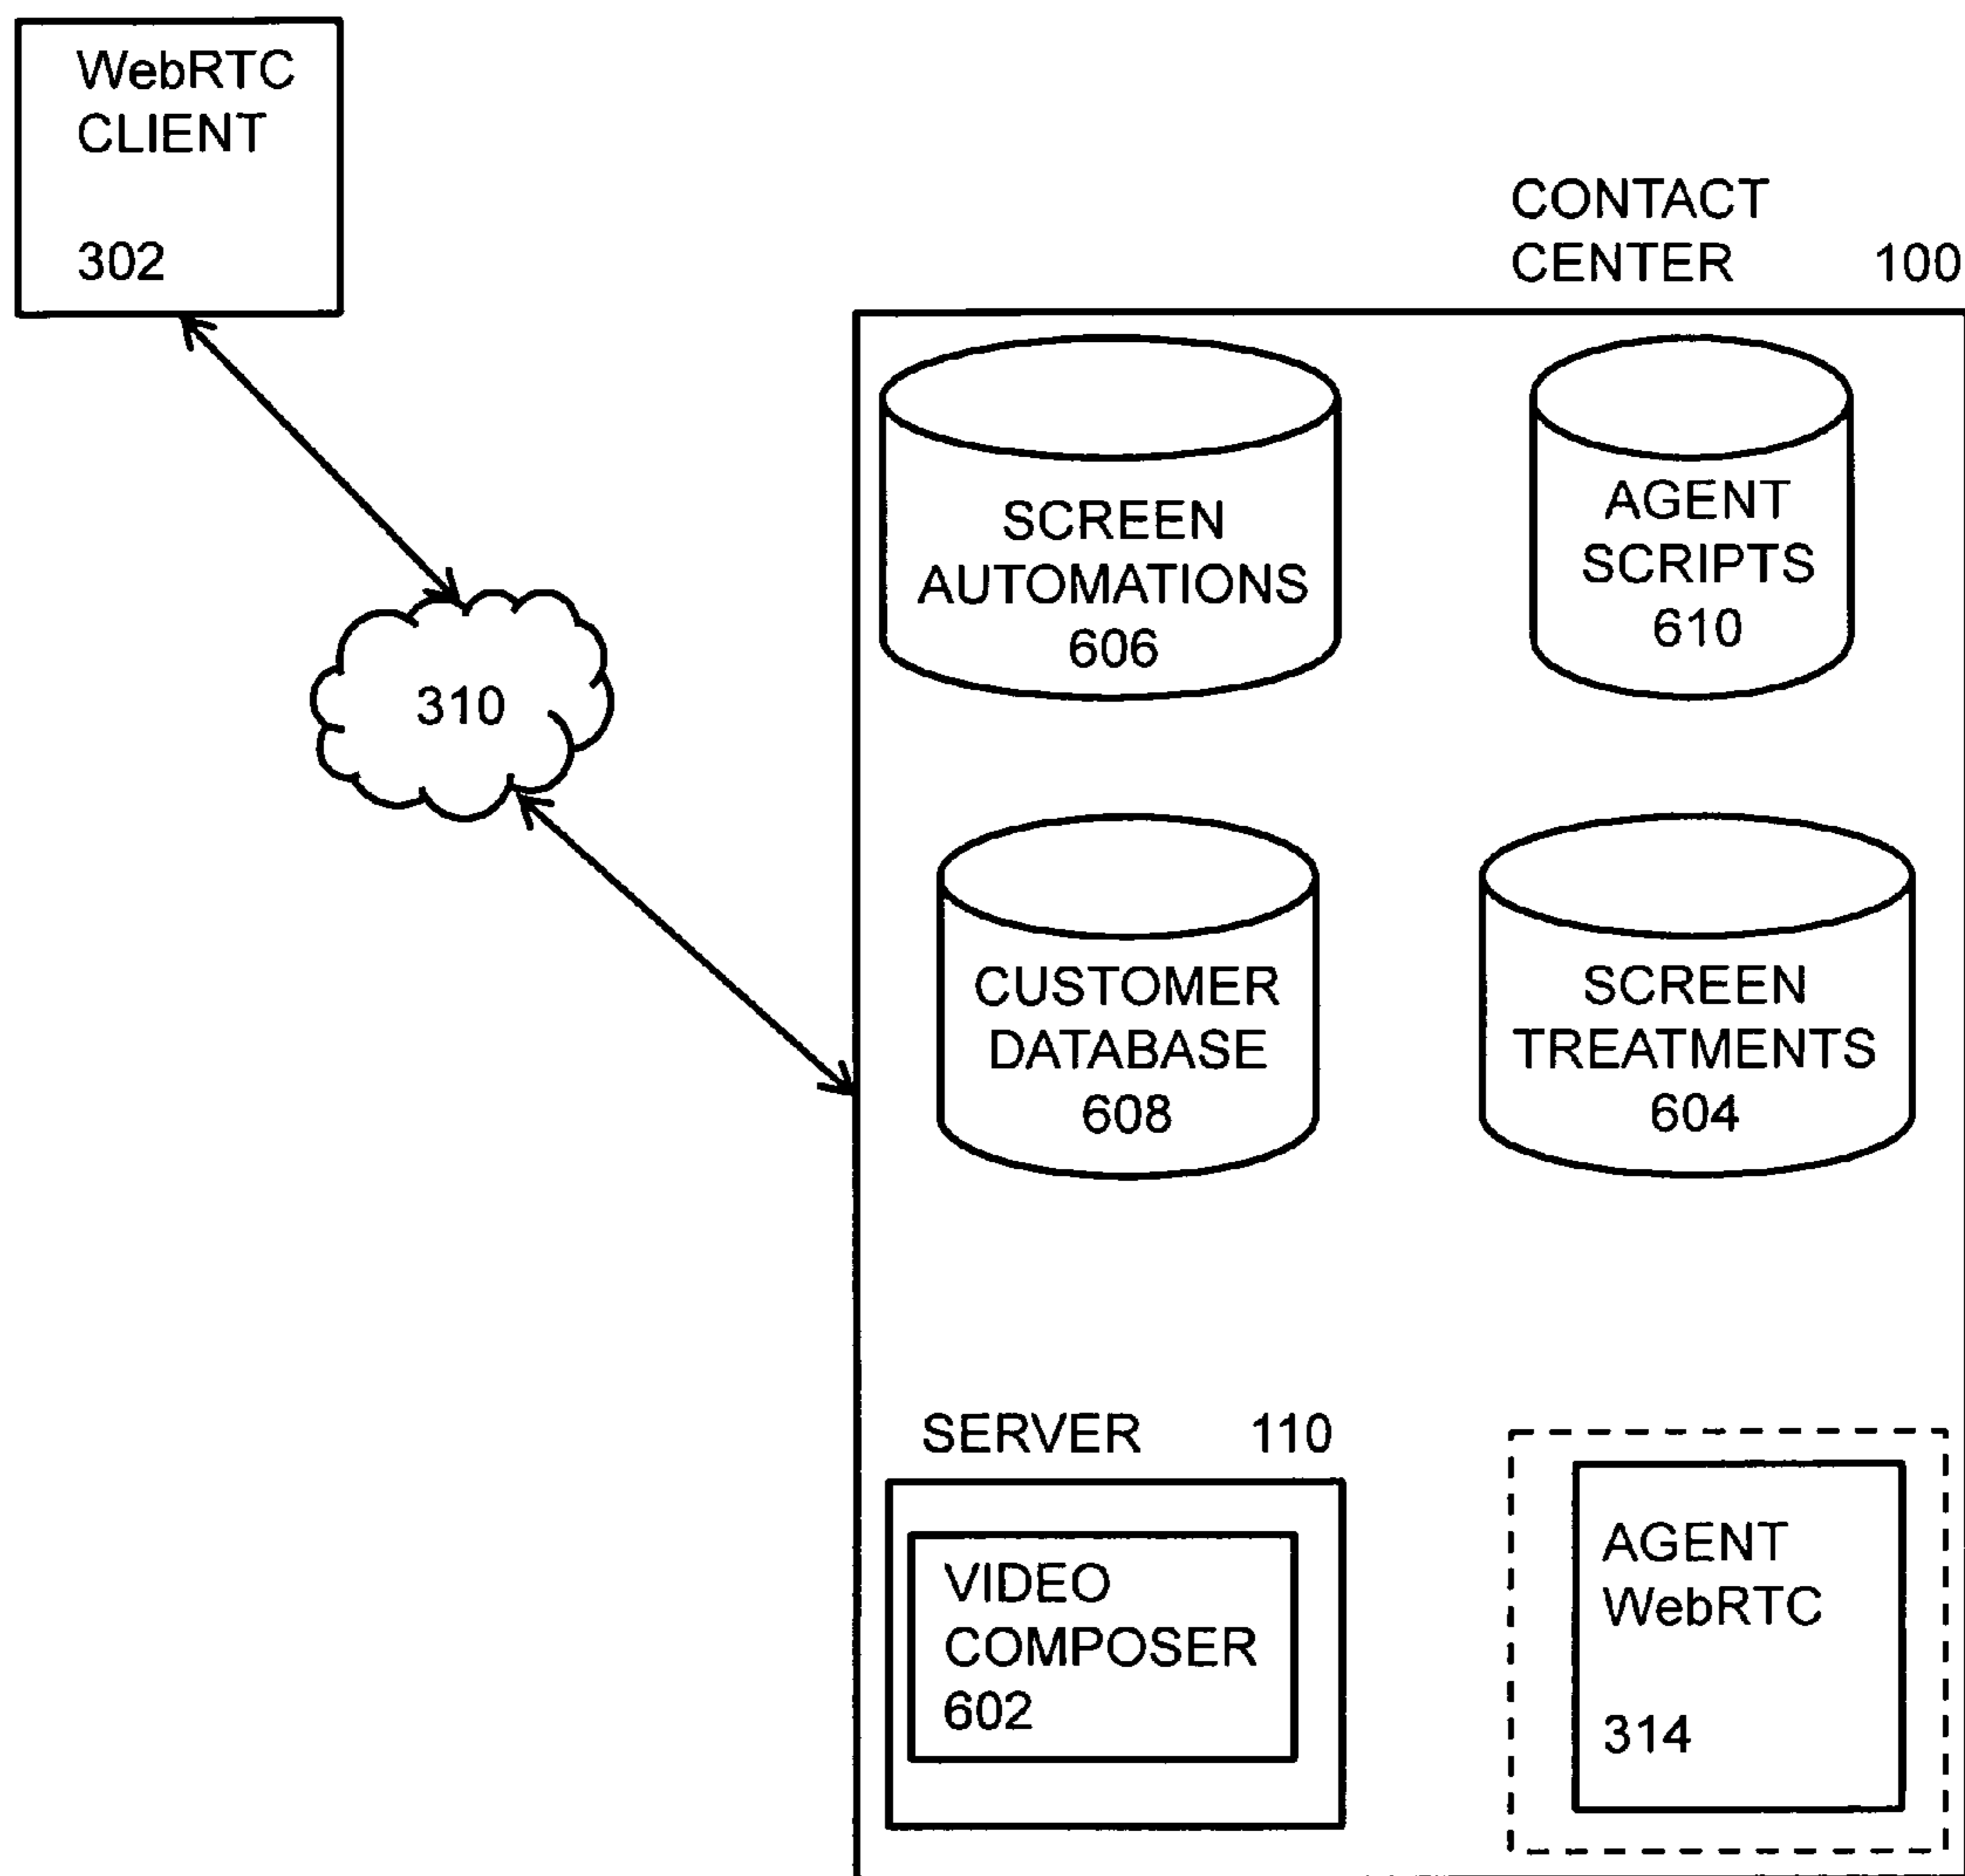 WebRTC
CLIENT
302
CONTACT
CENTER 100
SCREEN
AUTOMATIONS
606
AGENT
SCRIPTS
610
310
CUSTOMER
DATABASE
608
SCREEN
TREATMENTS
604
SERVER 110
VIDEO
COMPOSER
602
AGENT
WebRTC
314